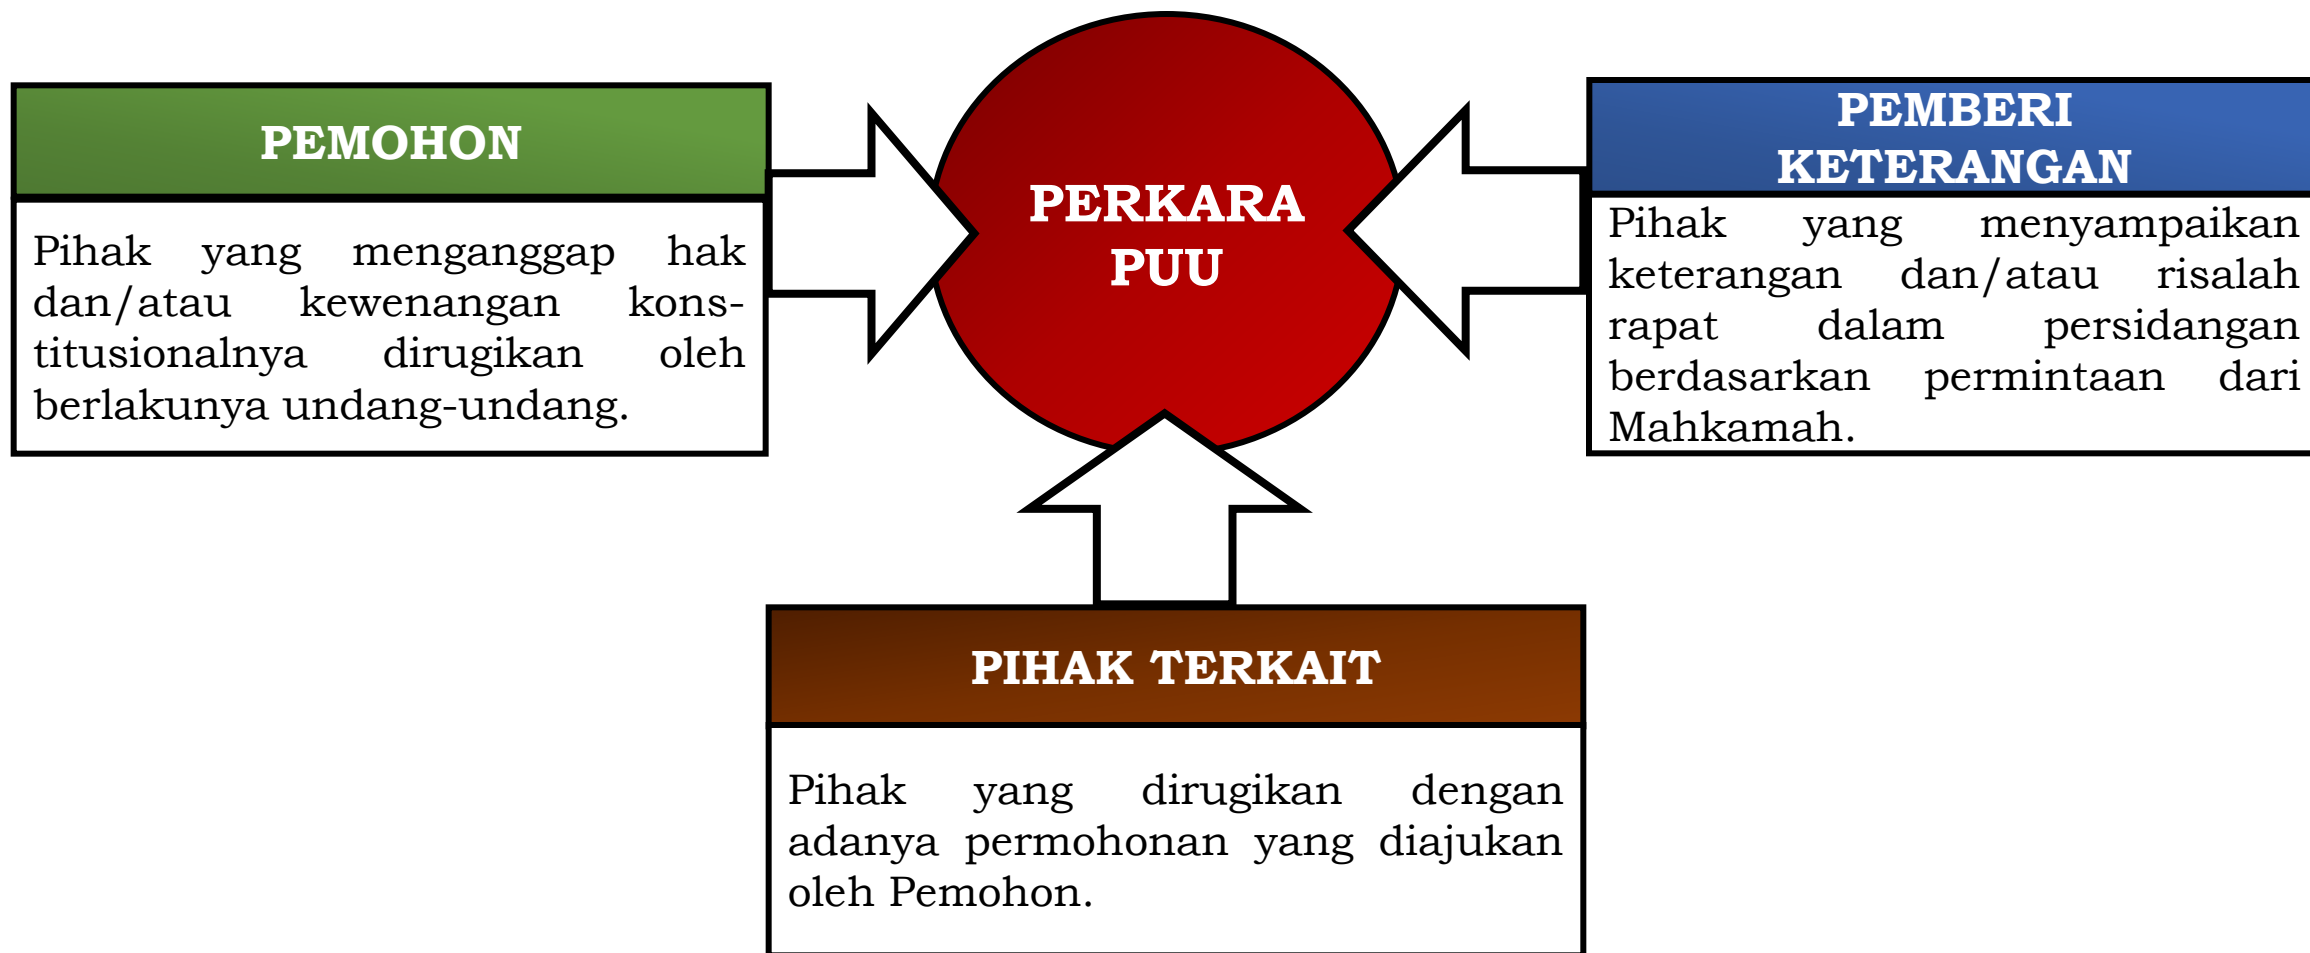 PEMOHON
Pihak yang menganggap hak
dan/atau kewenangan kons-
titusionalnya dirugikan oleh
berlakunya undang-undang.
PERKARA
PUU
PEMBERI
KETERANGAN
Pihak yang menyampaikan
keterangan dan/atau risalah
rapat dalam persidangan
berdasarkan permintaan dari
Mahkamah.
PIHAK TERKAIT
Pihak yang dirugikan dengan
adanya permohonan yang diajukan
oleh Pemohon.